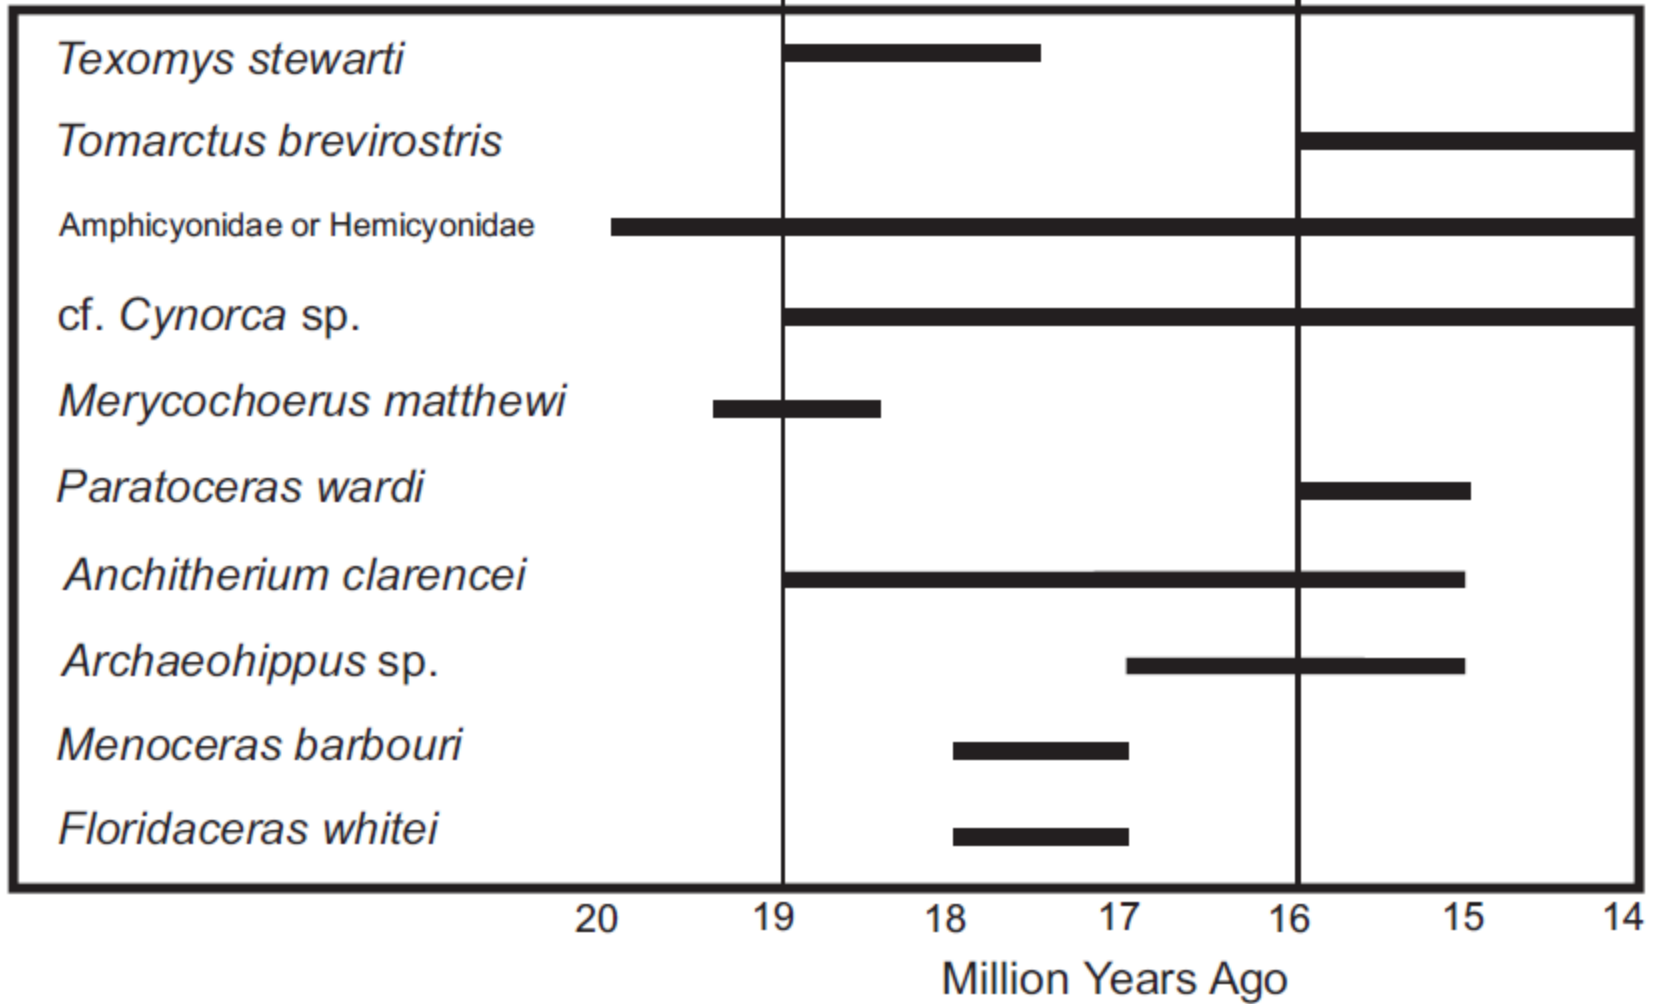 Texomys stewarti
Tomarctus brevirostris
Amphicyonidae or Hemicyonidae
cf. Cynorca sp.
Merycochoerus matthewi
Paratoceras wardi
Anchitherium clarencei
Archaeohippus sp.
Menoceras barbouri
Floridaceras whitei
20 19 18 17 16 15 14
Million Years Ago